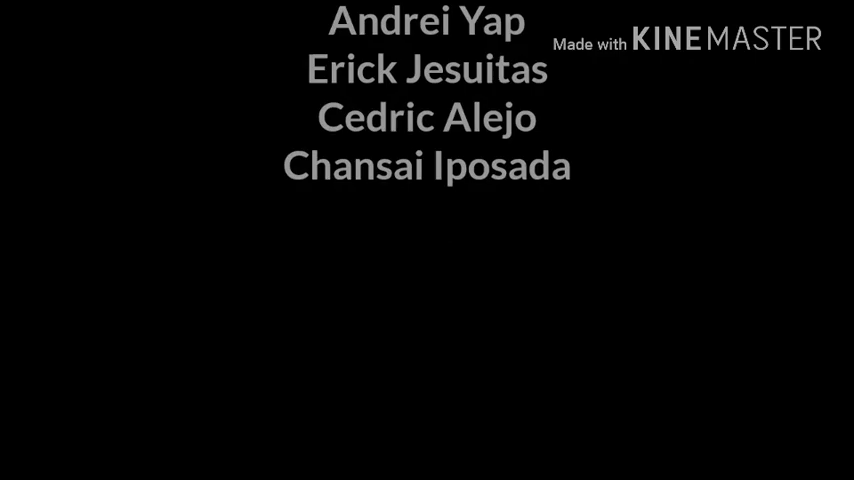 Andrei Yap
Made with KINEMASTER
Erick Jesuitas
Cedric Alejo
Chansai Iposada